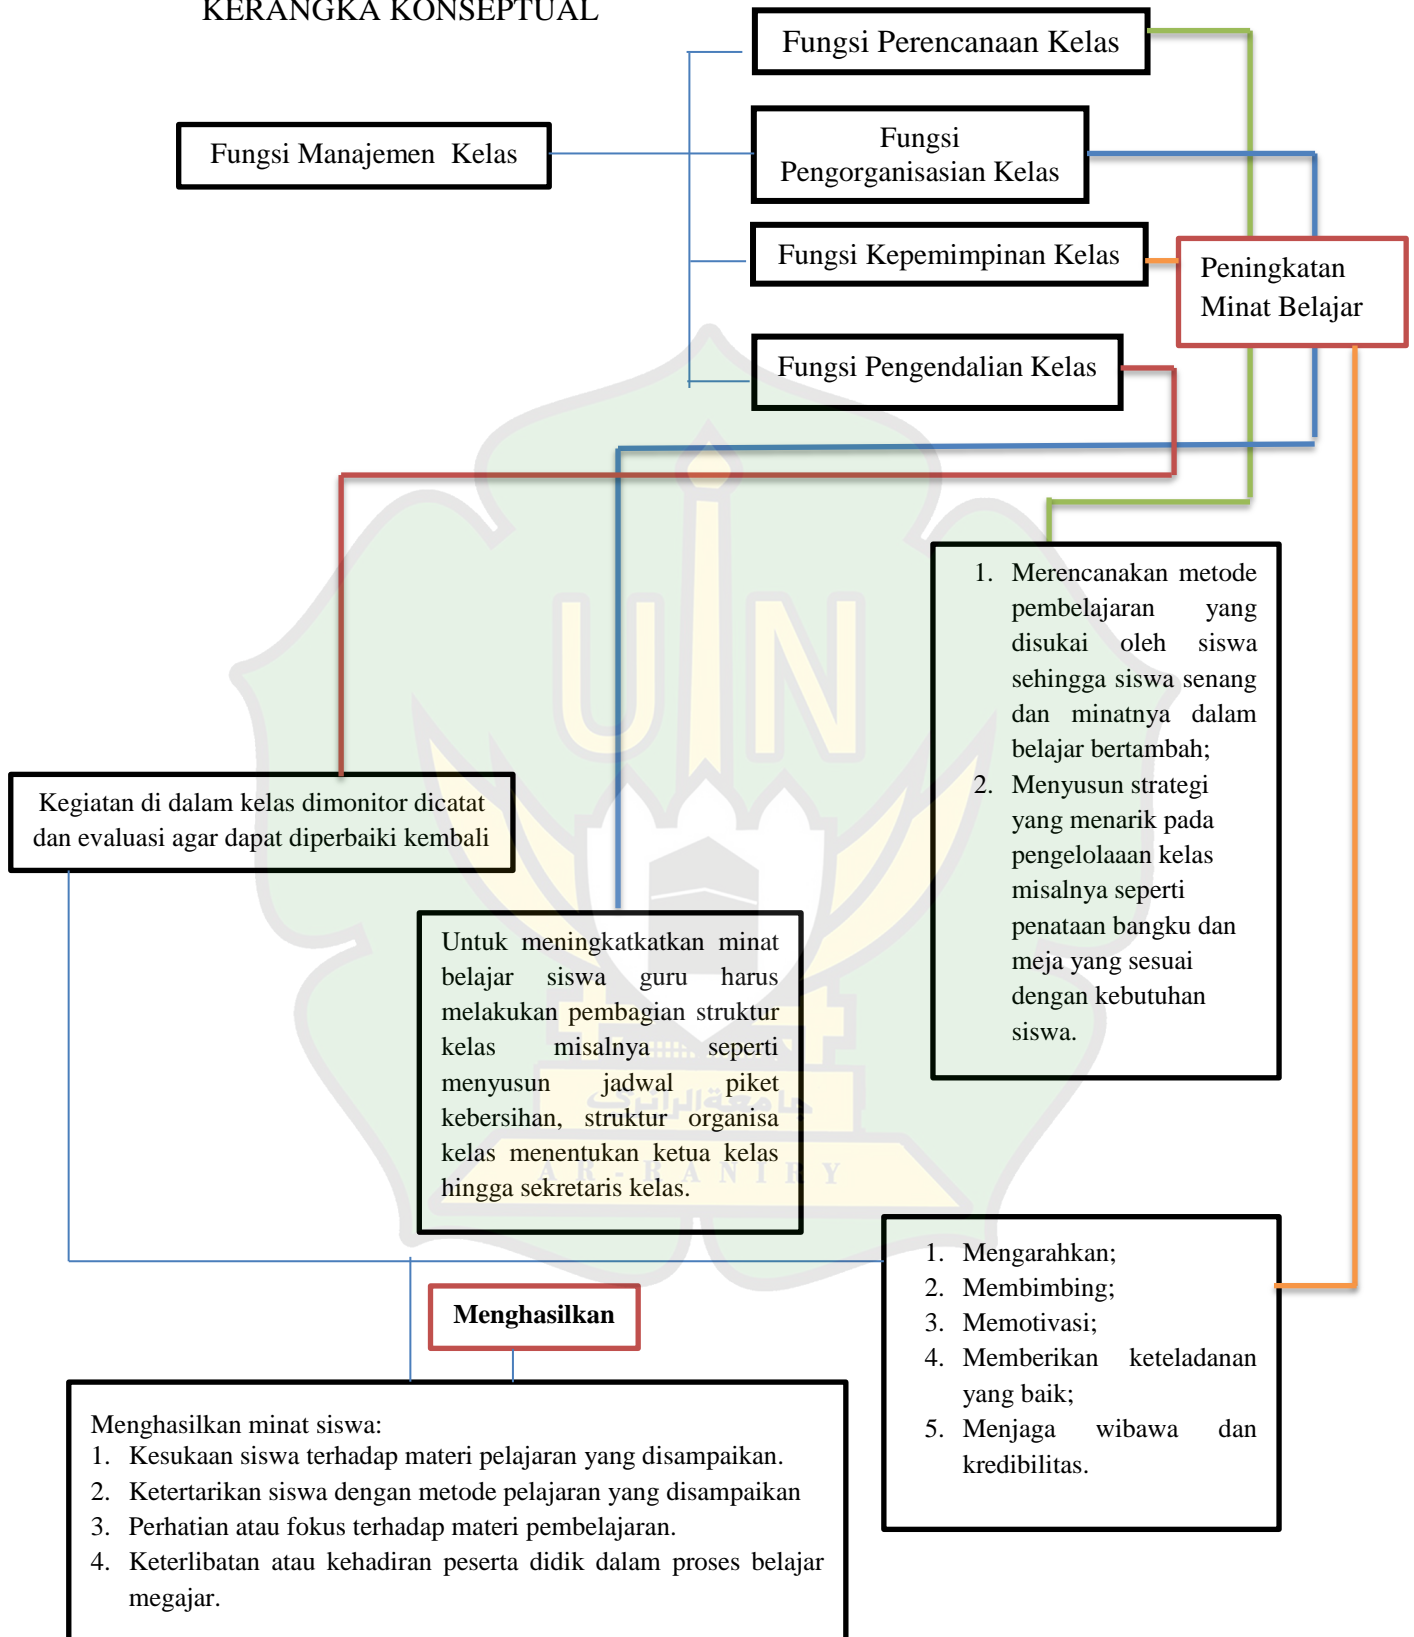 KERANGKA KONSEPTUAL
Fungsi Perencanaan Kelas
Fungsi Manajemen Kelas
Fungsi
Pengorganisasian Kelas
Fungsi Kepemimpinan Kelas
Peningkatan
Minat Belajar
Fungsi Pengendalian Kelas
1. Merencanakan metode
pembelajaran yang
disukai oleh siswa
sehingga siswa senang
dan minatnya dalam
belajar bertambah;
2. Menyusun strategi
yang menarik pada
pengelolaaan kelas
misalnya seperti
penataan bangku dan
meja yang sesuai
dengan kebutuhan
siswa.
Kegiatan di dalam kelas dimonitor dicatat
dan evaluasi agar dapat diperbaiki kembali
Untuk meningkatkatkan minat
belajar siswa guru harus
melakukan pembagian struktur
kelas misalnya seperti
menyusun jadwal piket
kebersihan, struktur organisa
kelas menentukan ketua kelas
hingga sekretaris kelas.
UIN
جامعة الرانيري
AR-RANIRY
1. Mengarahkan;
2. Membimbing;
3. Memotivasi;
4. Memberikan keteladanan
yang baik;
5. Menjaga wibawa dan
kredibilitas.
Menghasilkan
Menghasilkan minat siswa:
1. Kesukaan siswa terhadap materi pelajaran yang disampaikan.
2. Ketertarikan siswa dengan metode pelajaran yang disampaikan
3. Perhatian atau fokus terhadap materi pembelajaran.
4. Keterlibatan atau kehadiran peserta didik dalam proses belajar
megajar.